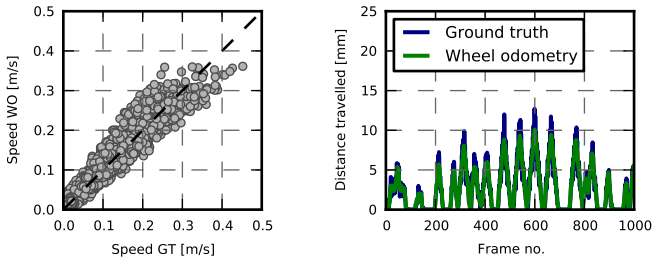 0.5
0.4
0.3
0.2
0.1
0.0
Speed WO [m/s]
0.0 0.1 0.2 0.3 0.4 0.5
Speed GT [m/s]
25
20
15
10
5
0
Distance travelled [mm]
Ground truth
Wheel odometry
0 200 400 600 800 1000
Frame no.